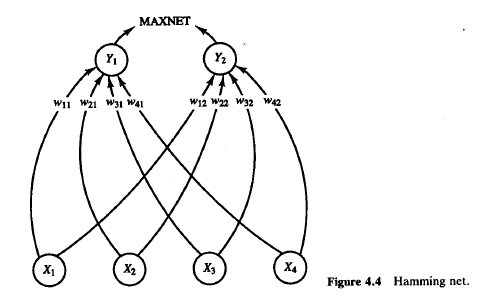 MAXNET
Y₁ Y₂
w₁₁ w₂₁ w₃₁ w₄₁ w₁₂ w₂₂ w₃₂ w₄₂
X₁ X₂ X₃ X₄
Figure 4.4 Hamming net.